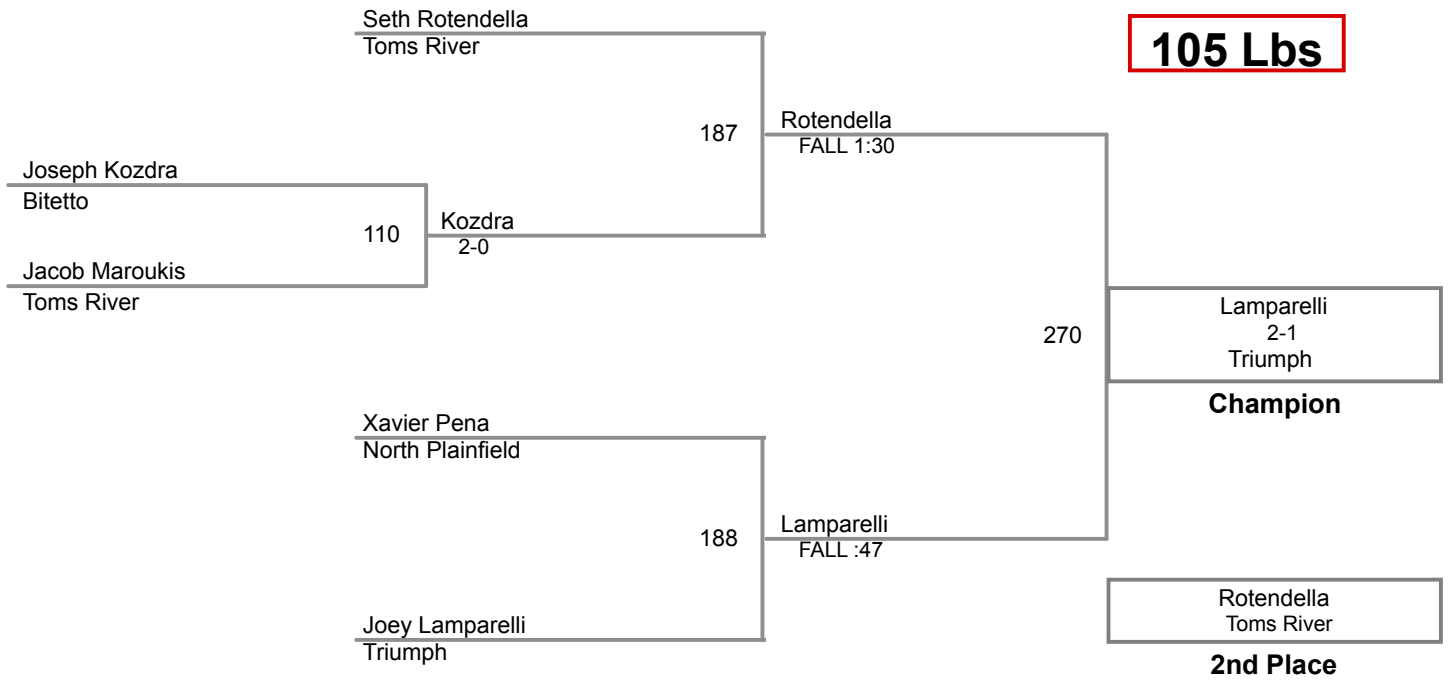 Seth Rotendella
Toms River
105 Lbs
187
Rotendella
FALL 1:30
Joseph Kozdra
Bitetto
110
Kozdra
2-0
Jacob Maroukis
Toms River
270
Lamparelli
2-1
Triumph
Champion
Xavier Pena
North Plainfield
188
Lamparelli
FALL :47
Joey Lamparelli
Triumph
Rotendella
Toms River
2nd Place